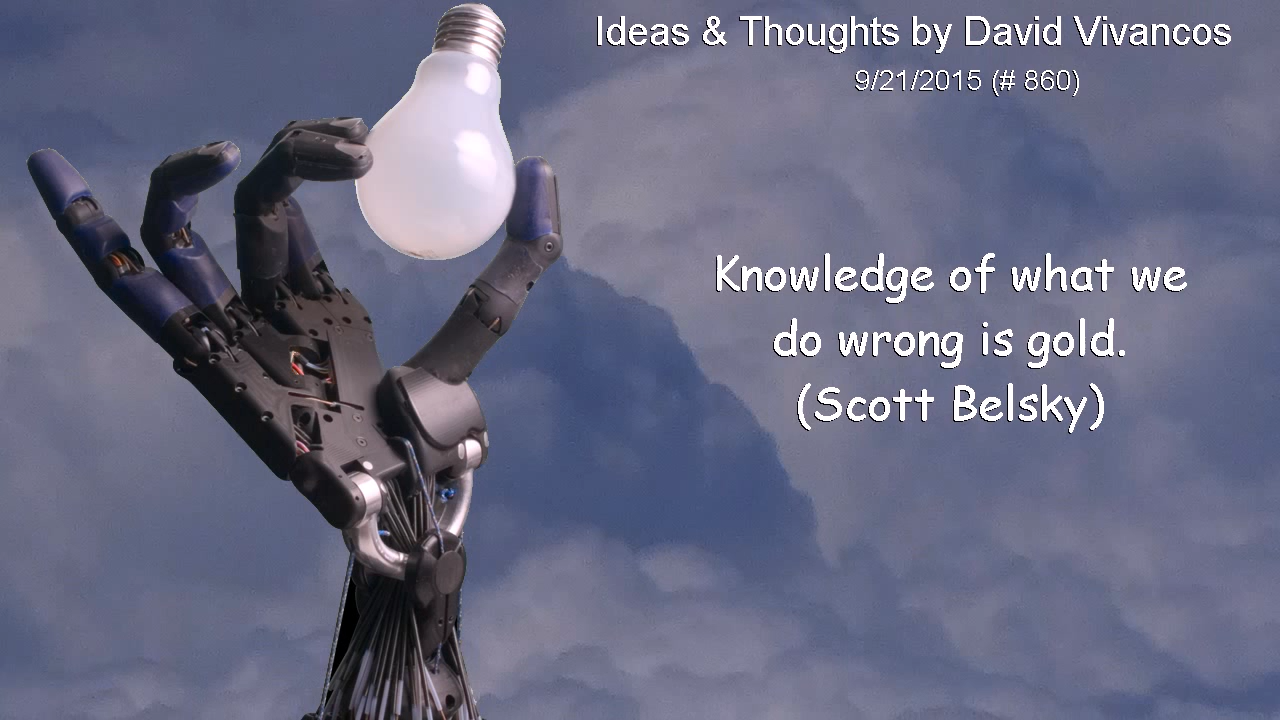 Ideas & Thoughts by David Vivancos
9/21/2015 (# 860)
Knowledge of what we
do wrong is gold.
(Scott Belsky)